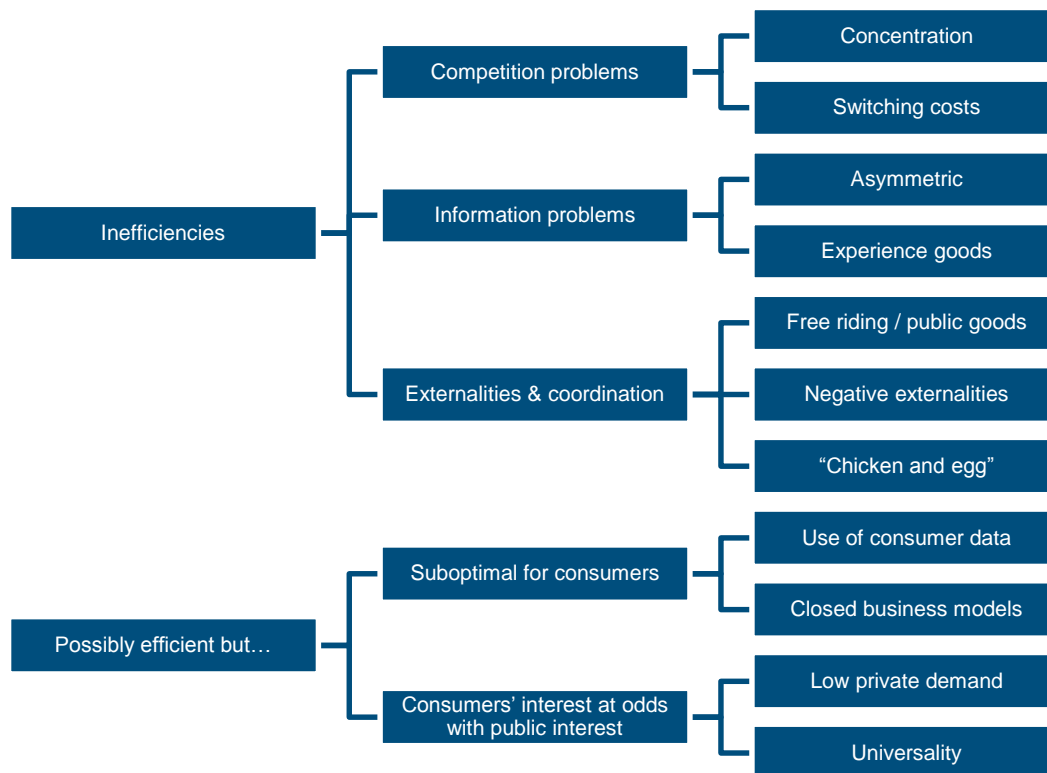 Inefficiencies
Competition problems
Concentration
Switching costs
Information problems
Asymmetric
Experience goods
Externalities & coordination
Free riding / public goods
Negative externalities
“Chicken and egg”
Possibly efficient but…
Suboptimal for consumers
Use of consumer data
Closed business models
Consumers’ interest at odds
with public interest
Low private demand
Universality